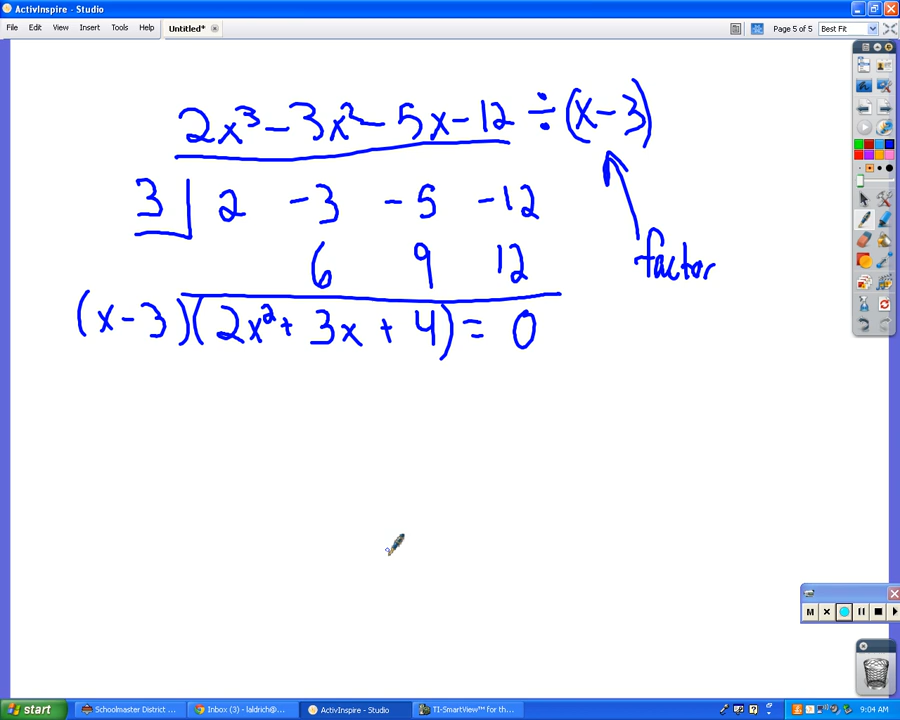 ActivInspire - Studio
File Edit View Insert Tools Help Untitled* Page 5 of 5 Best Fit
2x³ - 3x² - 5x - 12 ÷ (x - 3)
3 2 -3 -5 -12
factor
6 9 12
(x - 3)(2x² + 3x + 4) = 0
M
start Schoolmaster District ... Inbox (3) - laldrich@... ActivInspire - Studio TI-SmartView™ for th... 9:04 AM